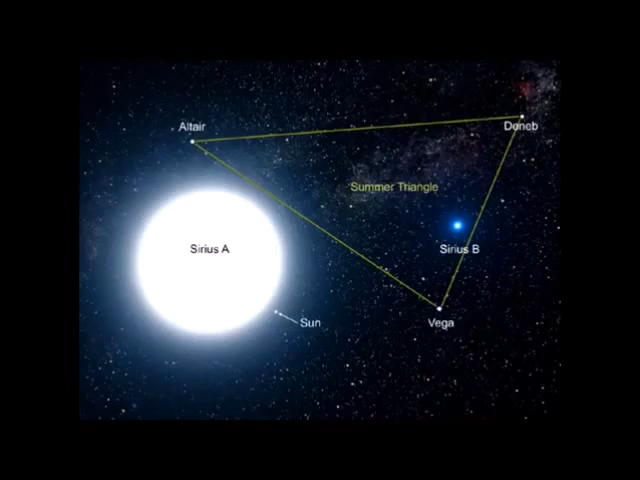 Altair
Deneb
Summer Triangle
Sirius A
Sirius B
Sun
Vega